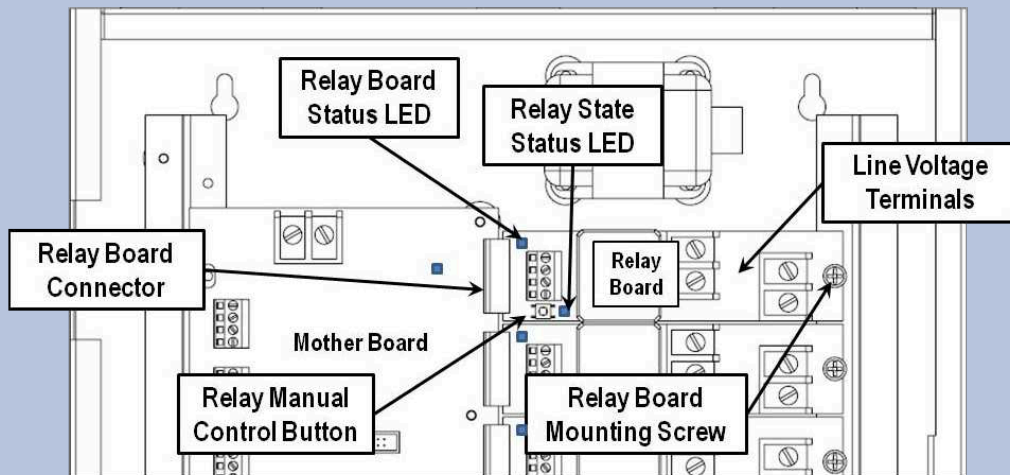 Relay Board
Status LED
Relay State
Status LED
Line Voltage
Terminals
Relay Board
Connector
Relay
Board
Mother Board
Relay Manual
Control Button
Relay Board
Mounting Screw